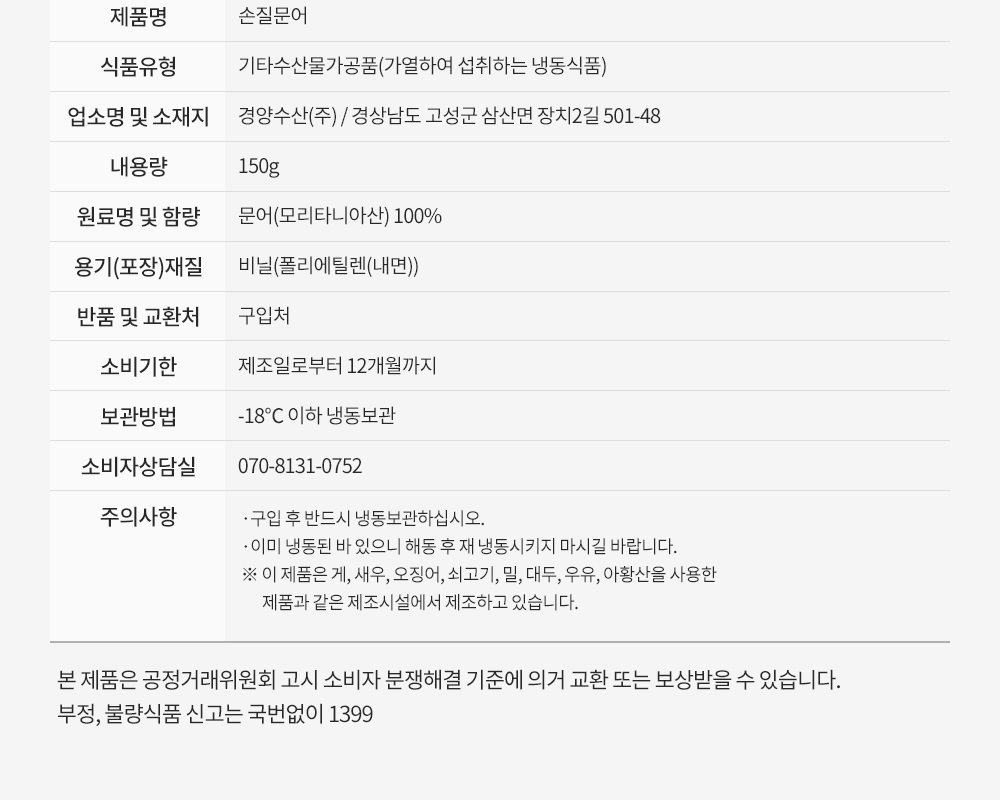 제품명 손질문어
식품유형 기타수산물가공품(가열하여 섭취하는 냉동식품)
업소명 및 소재지 경양수산(주) / 경상남도 고성군 삼산면 장치2길 501-48
내용량 150g
원료명 및 함량 문어(모리타니아산) 100%
용기(포장)재질 비닐(폴리에틸렌(내면))
반품 및 교환처 구입처
소비기한 제조일로부터 12개월까지
보관방법 -18°C 이하 냉동보관
소비자상담실 070-8131-0752
주의사항 ·구입 후 반드시 냉동보관하십시오.
·이미 냉동된 바 있으니 해동 후 재 냉동시키지 마시길 바랍니다.
※ 이 제품은 게, 새우, 오징어, 쇠고기, 밀, 대두, 우유, 아황산을 사용한
제품과 같은 제조시설에서 제조하고 있습니다.
본 제품은 공정거래위원회 고시 소비자 분쟁해결 기준에 의거 교환 또는 보상받을 수 있습니다.
부정, 불량식품 신고는 국번없이 1399